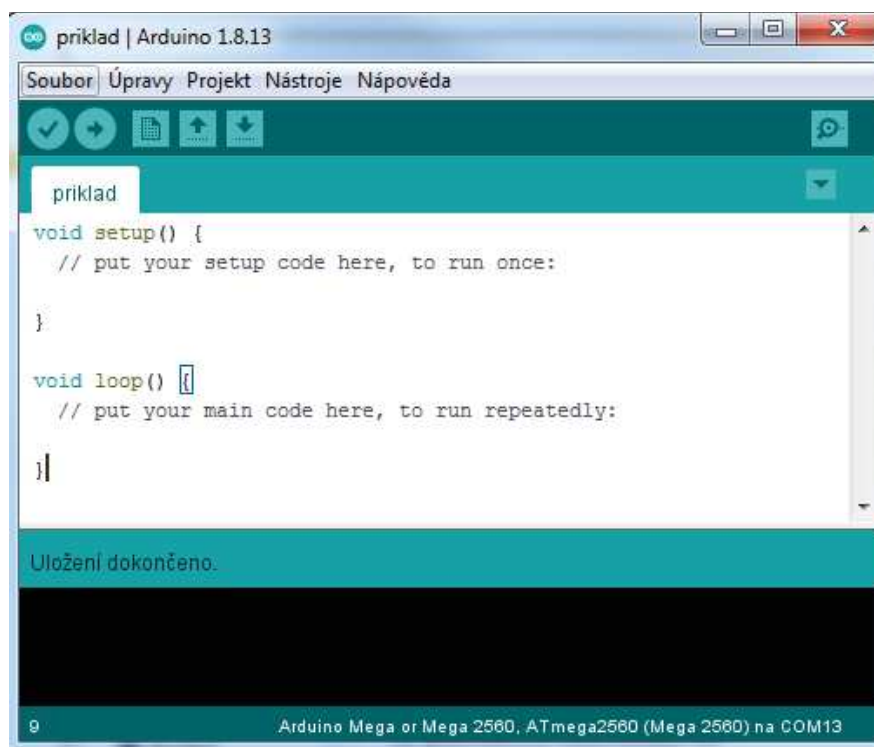 priklad | Arduino 1.8.13
Soubor Úpravy Projekt Nástroje Nápověda
priklad
void setup() {
// put your setup code here, to run once:
}
void loop() {
// put your main code here, to run repeatedly:
}
Uložení dokončeno.
9 Arduino Mega or Mega 2560, ATmega2560 (Mega 2560) na COM13